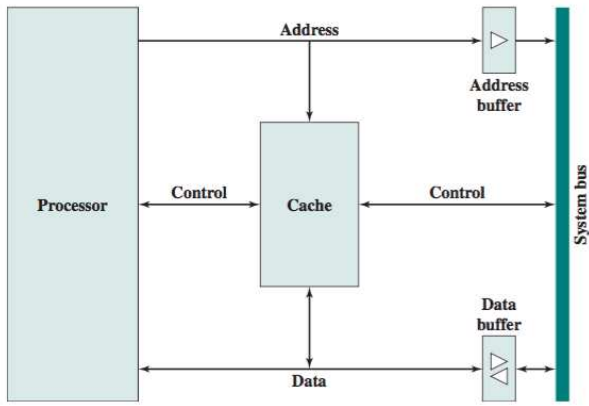 Address
Address
buffer
Processor
Control
Cache
Control
System bus
Data
buffer
Data